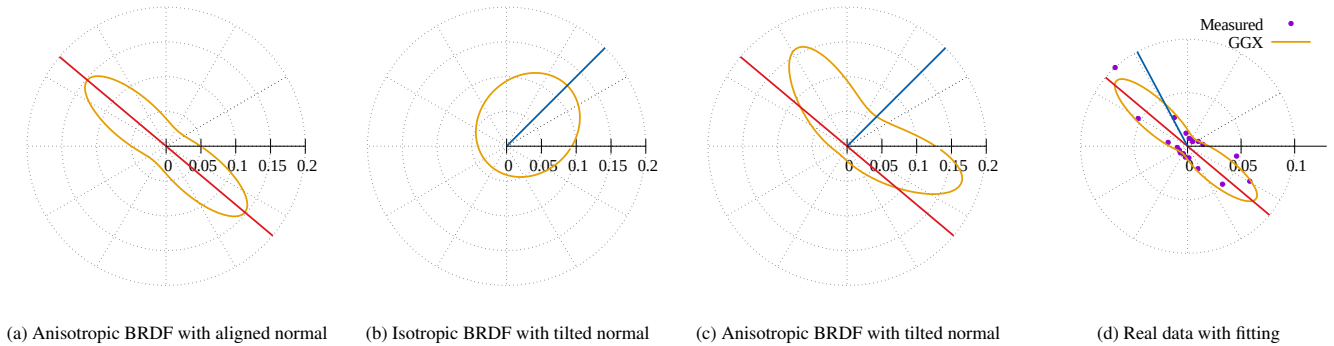 0 0.05 0.1 0.15 0.2
0 0.05 0.1 0.15 0.2
0 0.05 0.1 0.15 0.2
Measured
GGX
0 0.05 0.1
(a) Anisotropic BRDF with aligned normal
(b) Isotropic BRDF with tilted normal
(c) Anisotropic BRDF with tilted normal
(d) Real data with fitting